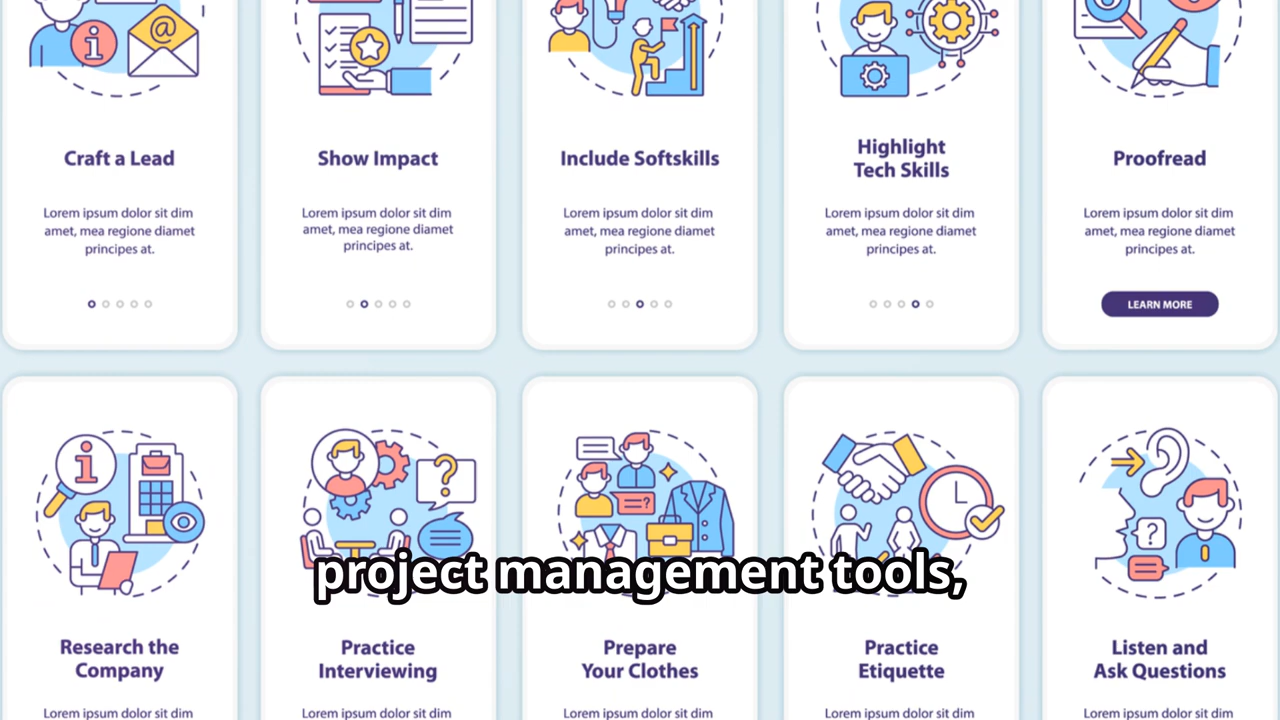 Craft a Lead
Show Impact
Include Softskills
Highlight
Tech Skills
Proofread
Lorem ipsum dolor sit dim
amet, mea regione diamet
principes at.
Lorem ipsum dolor sit dim
amet, mea regione diamet
principes at.
Lorem ipsum dolor sit dim
amet, mea regione diamet
principes at.
Lorem ipsum dolor sit dim
amet, mea regione diamet
principes at.
Lorem ipsum dolor sit dim
amet, mea regione diamet
principes at.
LEARN MORE
project management tools,
Research the
Company
Practice
Interviewing
Prepare
Your Clothes
Practice
Etiquette
Listen and
Ask Questions
Lorem ipsum dolor sit dim
Lorem ipsum dolor sit dim
Lorem ipsum dolor sit dim
Lorem ipsum dolor sit dim
Lorem ipsum dolor sit dim